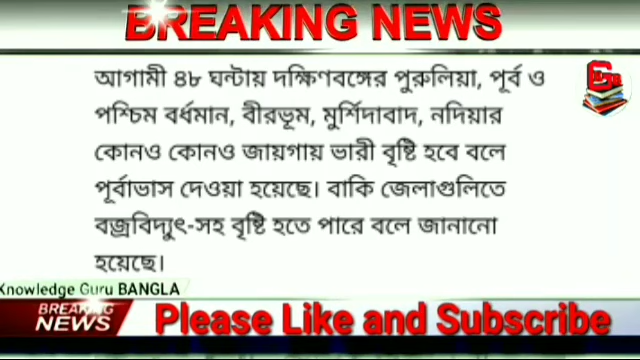 BREAKING NEWS
আগামী ৪৮ ঘন্টায় দক্ষিণবঙ্গের পুরুলিয়া, পূর্ব ও
পশ্চিম বর্ধমান, বীরভূম, মুর্শিদাবাদ, নদিয়ার
কোনও কোনও জায়গায় ভারী বৃষ্টি হবে বলে
পূর্বাভাস দেওয়া হয়েছে। বাকি জেলাগুলিতে
বজ্রবিদ্যুৎ-সহ বৃষ্টি হতে পারে বলে জানানো
হয়েছে।
Knowledge Guru BANGLA
BREAKING
NEWS
Please Like and Subscribe